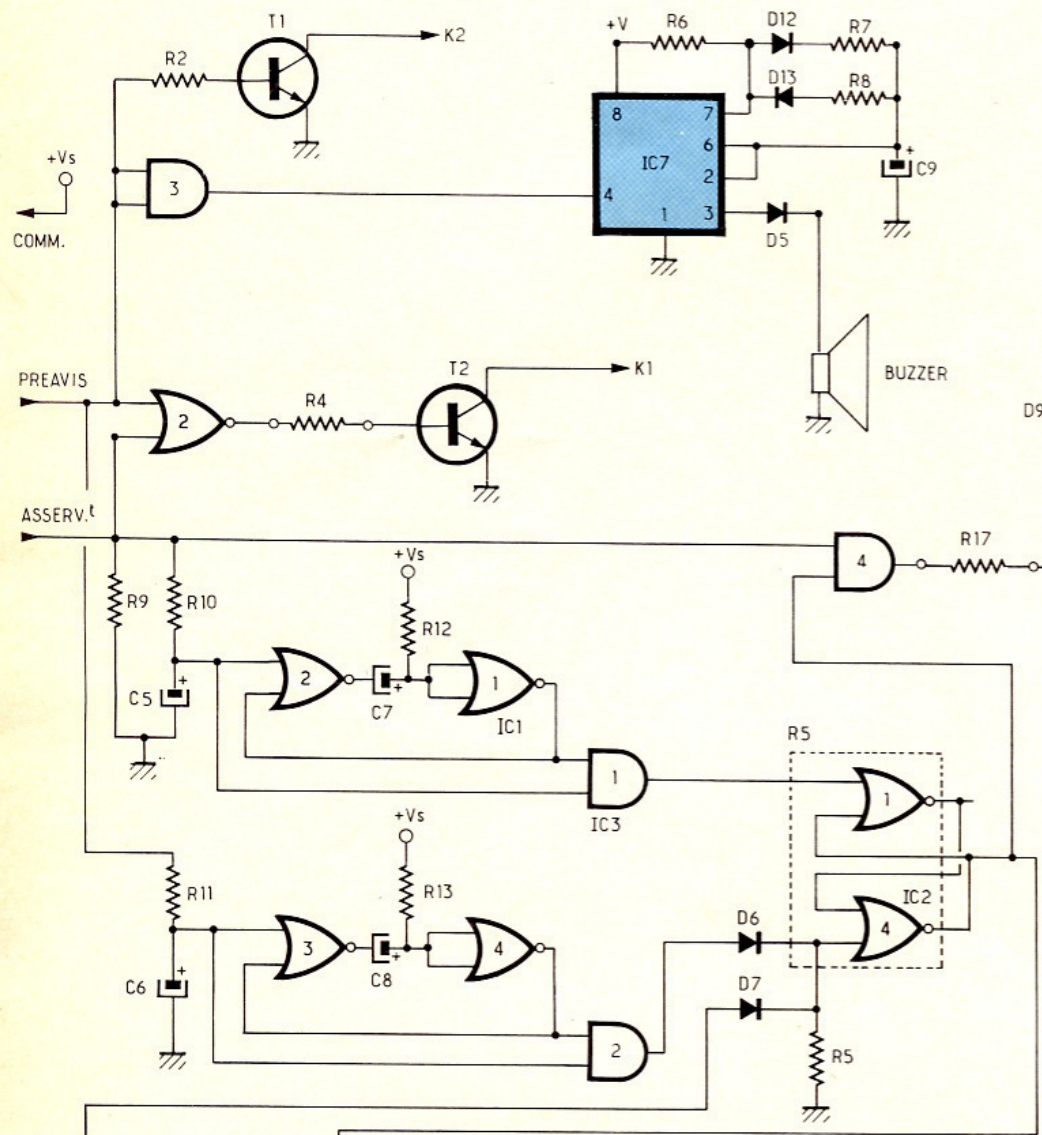 T1
K2
R2
+V
R6
D12
R7
D13
R8
8
7
6
IC7
2
4
3
1
+
C9
D5
+Vs
COMM.
3
BUZZER
PREAVIS
2
R4
T2
K1
D9
ASSERV.t
4
R17
R9
R10
+Vs
R12
2
1
+
C5
C7
+
IC1
R5
1
IC3
1
+Vs
R11
R13
IC2
3
4
D6
4
+
C6
C8
+
D7
2
R5